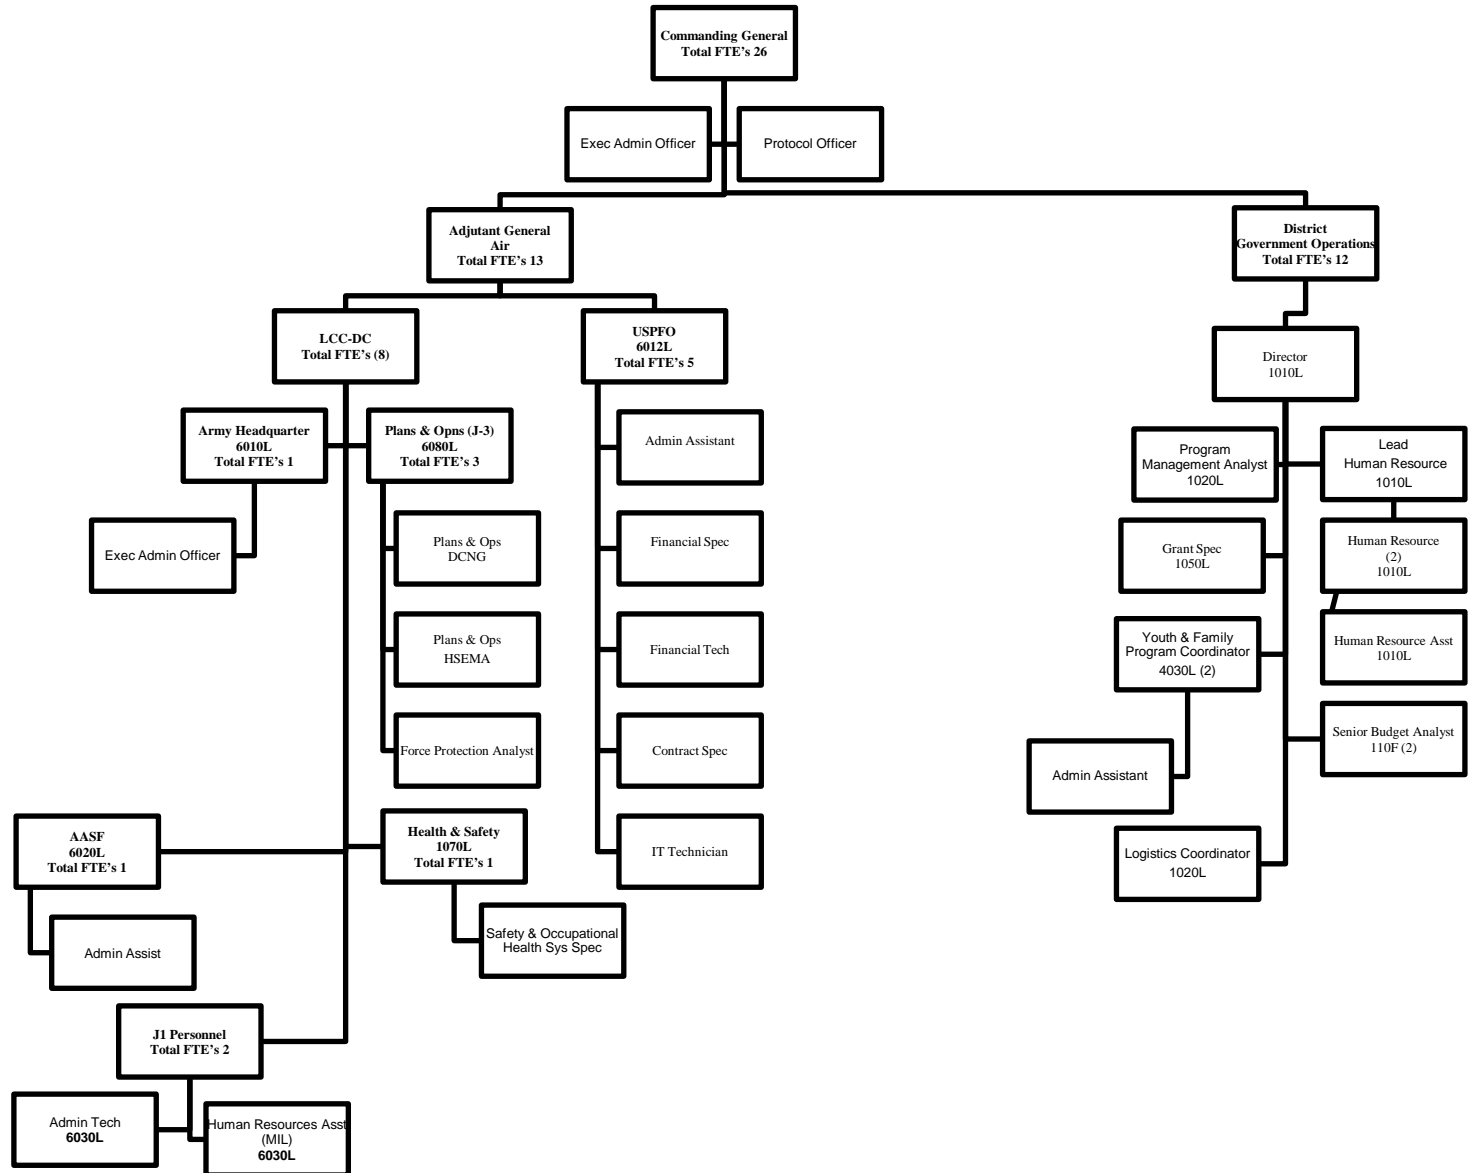 Commanding General
Total FTE's 26
Exec Admin Officer
Protocol Officer
Adjutant General
Air
Total FTE's 13
District
Government Operations
Total FTE's 12
LCC-DC
Total FTE's (8)
USPFO
6012L
Total FTE's 5
Director
1010L
Army Headquarter
6010L
Total FTE's 1
Plans & Opns (J-3)
6080L
Total FTE's 3
Admin Assistant
Program
Management Analyst
1020L
Lead
Human Resource
1010L
Exec Admin Officer
Plans & Ops
DCNG
Financial Spec
Grant Spec
1050L
Human Resource
(2)
1010L
Plans & Ops
HSEMA
Financial Tech
Youth & Family
Program Coordinator
4030L (2)
Human Resource Asst
1010L
Force Protection Analyst
Contract Spec
Admin Assistant
Senior Budget Analyst
110F (2)
AASF
6020L
Total FTE's 1
Health & Safety
1070L
Total FTE's 1
IT Technician
Logistics Coordinator
1020L
Admin Assist
Safety & Occupational
Health Sys Spec
J1 Personnel
Total FTE's 2
Admin Tech
6030L
Human Resources Asst
(MIL)
6030L